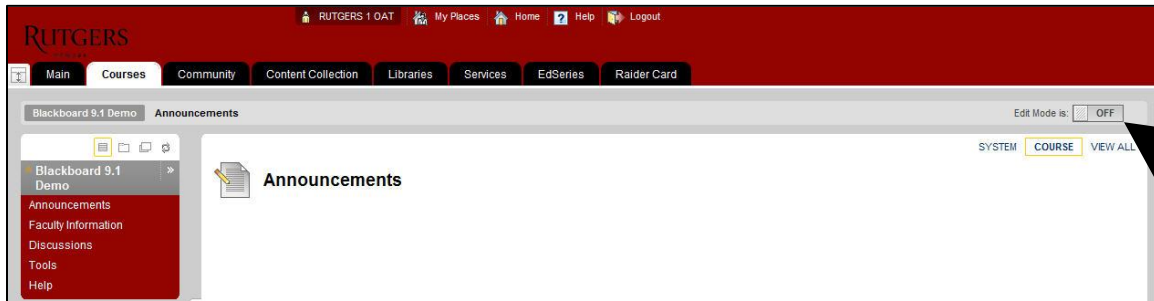 RUTGERS 1 OAT My Places Home Help Logout
RUTGERS
Main Courses Community Content Collection Libraries Services EdSeries Raider Card
Blackboard 9.1 Demo Announcements Edit Mode is: OFF
SYSTEM COURSE VIEW ALL
Blackboard 9.1
Demo
»
Announcements
Announcements
Faculty Information
Discussions
Tools
Help